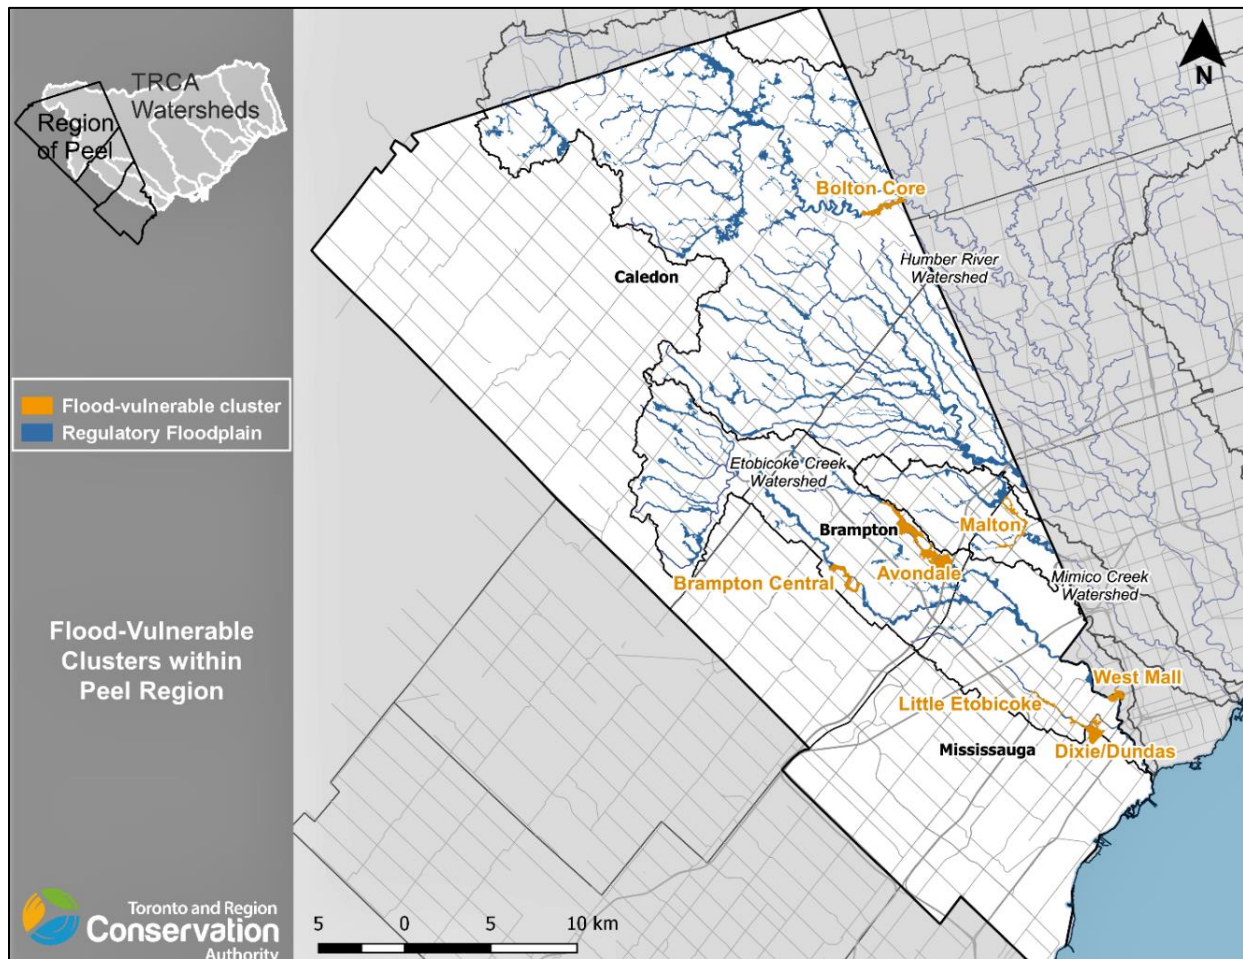 TRCA
Watersheds
Region
of Peel
Flood-vulnerable cluster
Regulatory Floodplain
Flood-Vulnerable
Clusters within
Peel Region
Toronto and Region
Conservation
Authority
N
Bolton Core
Humber River
Watershed
Caledon
Etobicoke Creek
Watershed
Brampton
Malton
Brampton Central
Avondale
Mimico Creek
Watershed
West Mall
Little Etobicoke
Mississauga
Dixie/Dundas
5 0 5 10 km